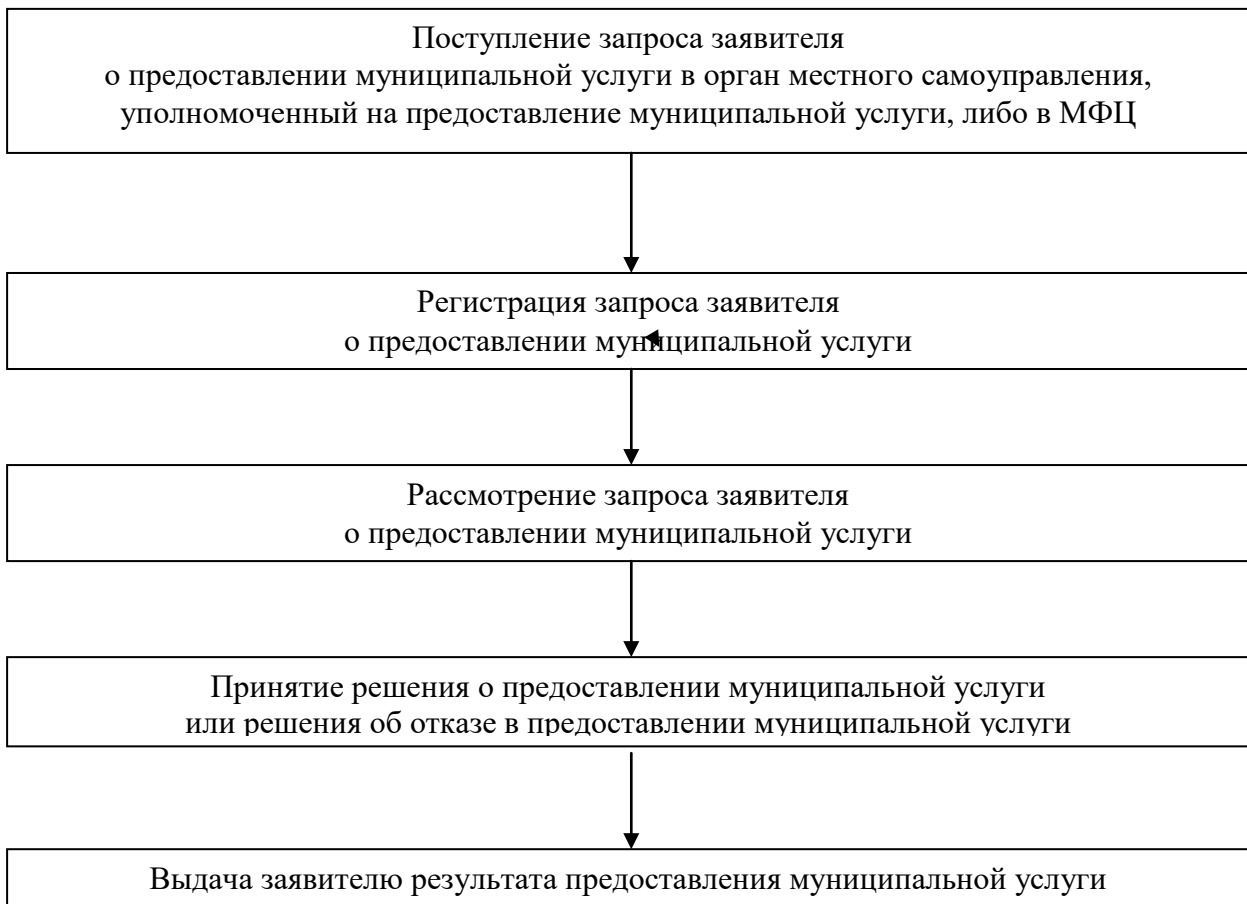 Поступление запроса заявителя
о предоставлении муниципальной услуги в орган местного самоуправления,
уполномоченный на предоставление муниципальной услуги, либо в МФЦ
Регистрация запроса заявителя
о предоставлении муниципальной услуги
Рассмотрение запроса заявителя
о предоставлении муниципальной услуги
Принятие решения о предоставлении муниципальной услуги
или решения об отказе в предоставлении муниципальной услуги
Выдача заявителю результата предоставления муниципальной услуги